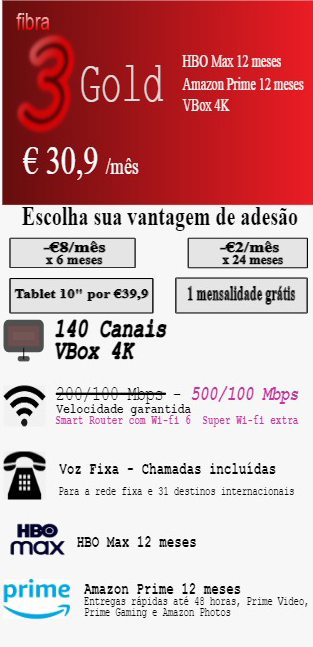 fibra
3 Gold
HBO Max 12 meses
Amazon Prime 12 meses
VBox 4K
€ 30,9 /mês
Escolha sua vantagem de adesão
-€8/mês
x 6 meses
-€2/mês
x 24 meses
Tablet 10" por €39,9
1 mensalidade grátis
140 Canais
VBox 4K
200/100 Mbps - 500/100 Mbps
Velocidade garantida
Smart Router com Wi-fi 6 Super Wi-fi extra
Voz Fixa - Chamadas incluídas
Para a rede fixa e 31 destinos internacionais
HBO
max
HBO Max 12 meses
prime
Amazon Prime 12 meses
Entregas rápidas até 48 horas, Prime Video,
Prime Gaming e Amazon Photos